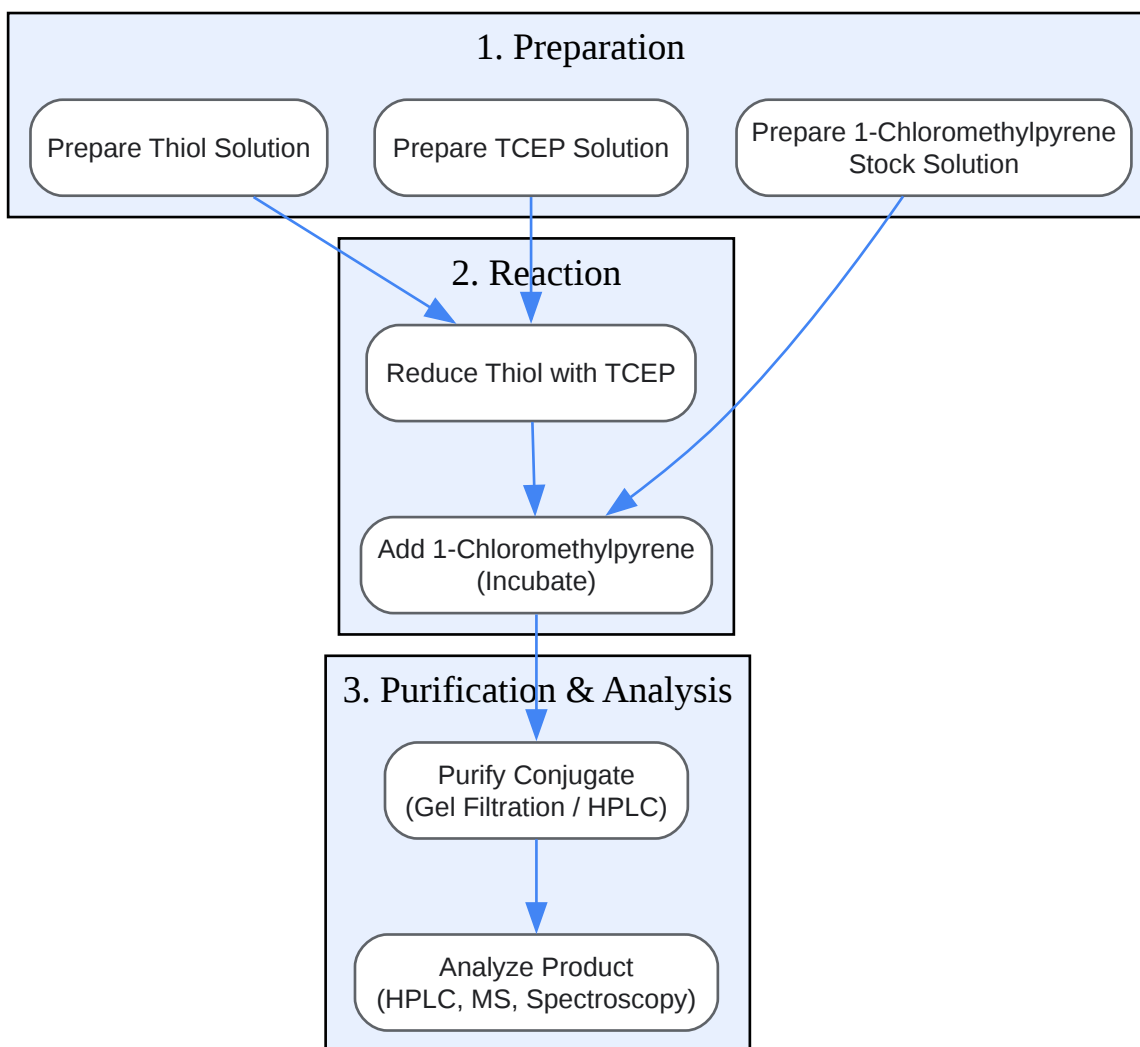 1. Preparation
Prepare Thiol Solution
Prepare TCEP Solution
Prepare 1-Chloromethylpyrene
Stock Solution
2. Reaction
Reduce Thiol with TCEP
Add 1-Chloromethylpyrene
(Incubate)
3. Purification & Analysis
Purify Conjugate
(Gel Filtration / HPLC)
Analyze Product
(HPLC, MS, Spectroscopy)